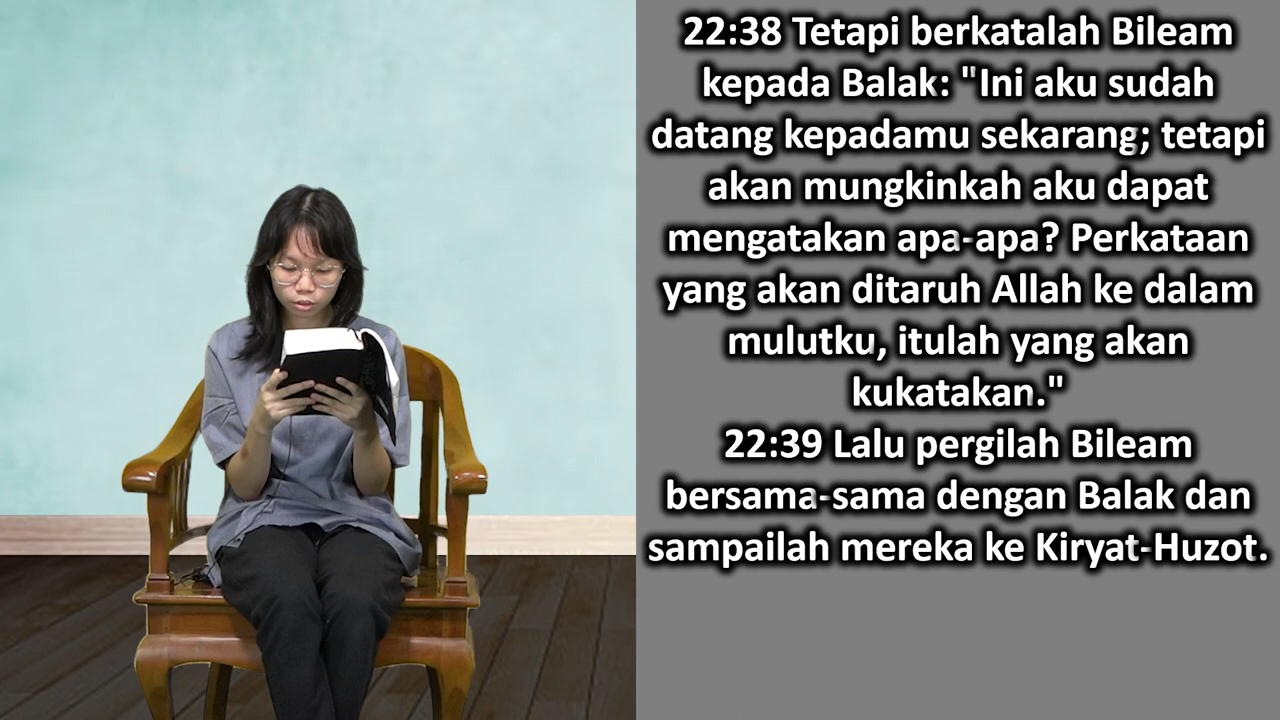 22:38 Tetapi berkatalah Bileam
kepada Balak: "Ini aku sudah
datang kepadamu sekarang; tetapi
akan mungkinkah aku dapat
mengatakan apa-apa? Perkataan
yang akan ditaruh Allah ke dalam
mulutku, itulah yang akan
kukatakan."
22:39 Lalu pergilah Bileam
bersama-sama dengan Balak dan
sampailah mereka ke Kiryat-Huzot.